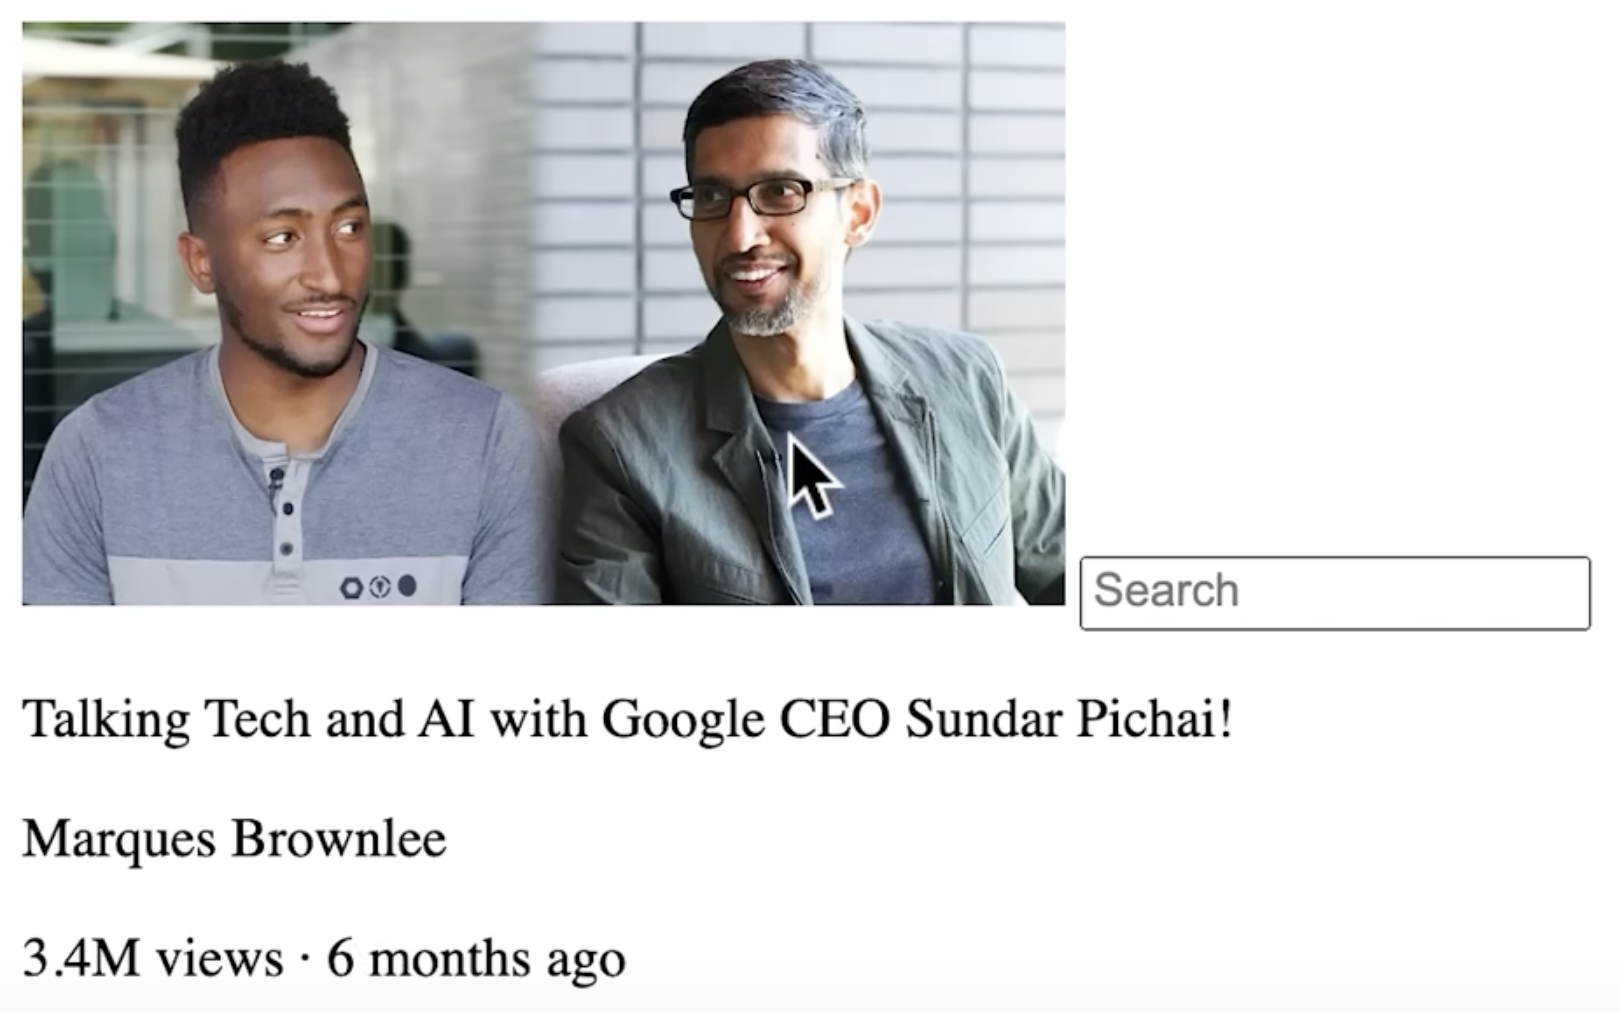 Search
Talking Tech and AI with Google CEO Sundar Pichai!
Marques Brownlee
3.4M views · 6 months ago